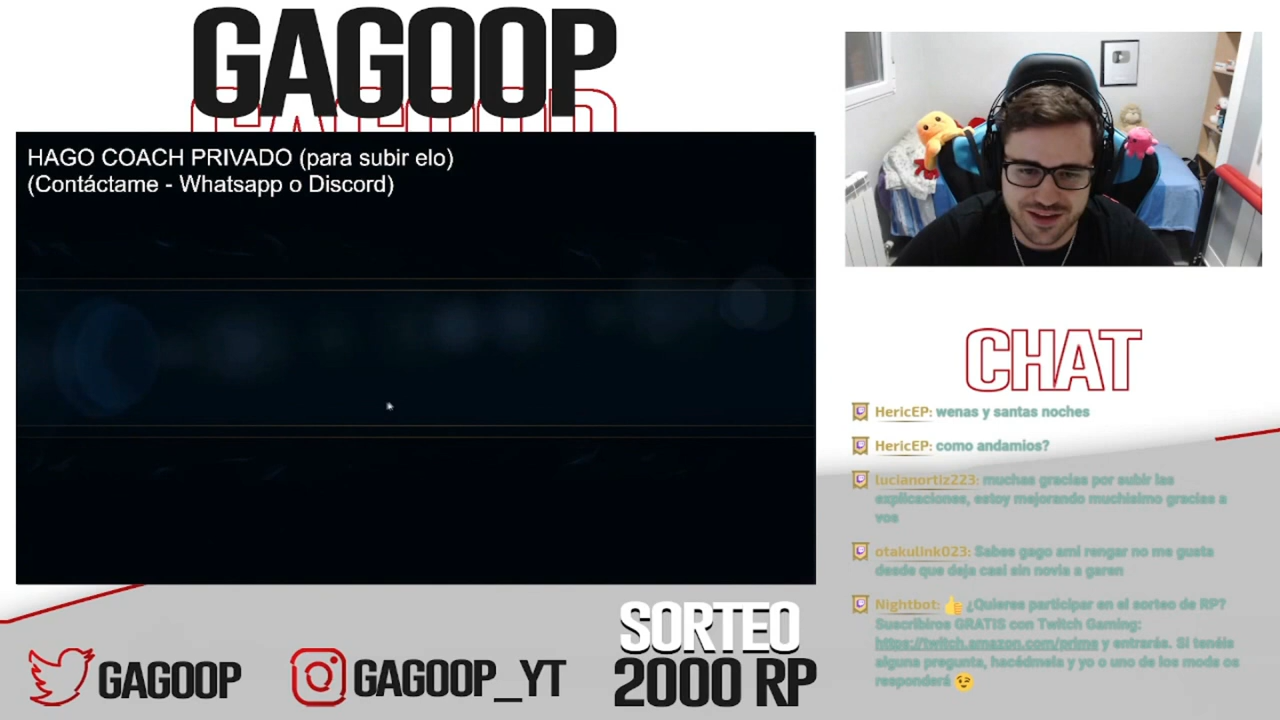 GAGOOP
HAGO COACH PRIVADO (para subir elo)
(Contáctame - Whatsapp o Discord)
CHAT
HericEP: wenas y santas noches
HericEP: como andamios?
lucianortiz223: muchas gracias por subir las
explicaciones, estoy mejorando muchisimo gracias a
vos
otakulink023: Sabes gago ami rengar no me gusta
desde que deja casi sin novia a garen
Nightbot: 👍 ¿Quieres participar en el sorteo de RP?
Suscribiros GRATIS con Twitch Gaming:
https://twitch.amazon.com/prime y entrarás. Si tenéis
alguna pregunta, hacédmela y yo o uno de los mods os
responderá 😉
SORTEO
2000 RP
GAGOOP
GAGOOP_YT